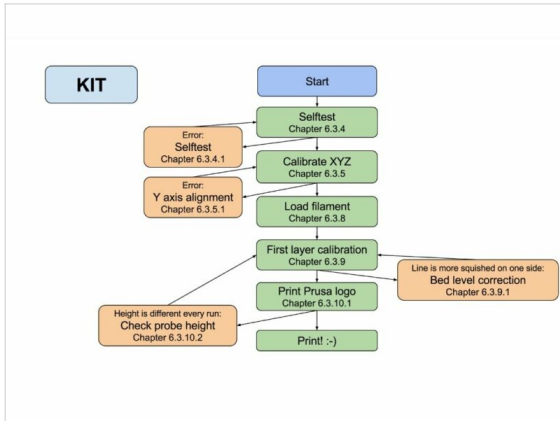 KIT
Start
Selftest
Chapter 6.3.4
Error:
Selftest
Chapter 6.3.4.1
Calibrate XYZ
Chapter 6.3.5
Error:
Y axis alignment
Chapter 6.3.5.1
Load filament
Chapter 6.3.8
First layer calibration
Chapter 6.3.9
Line is more squished on one side:
Bed level correction
Chapter 6.3.9.1
Print Prusa logo
Chapter 6.3.10.1
Height is different every run:
Check probe height
Chapter 6.3.10.2
Print! :-)